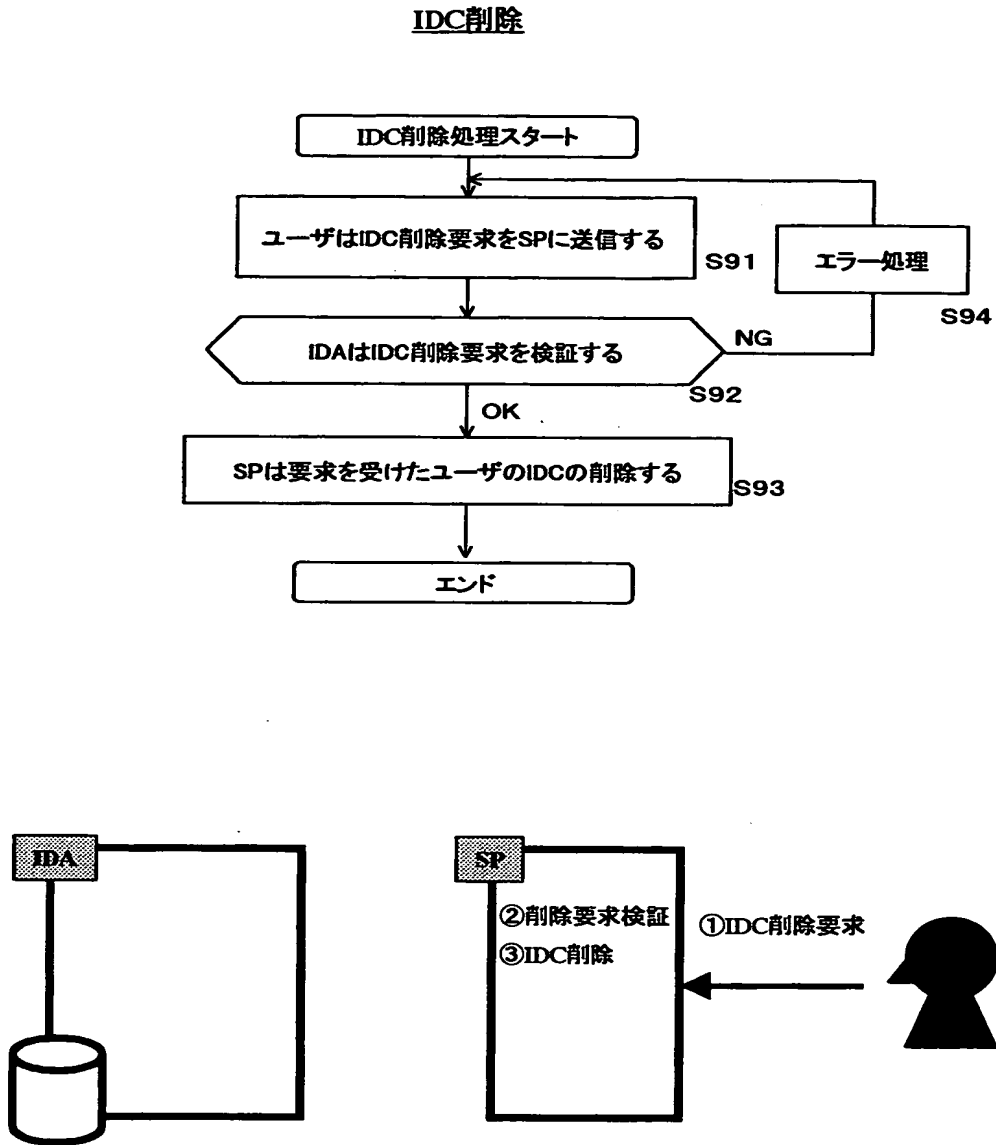 IDC削除
IDC削除処理スタート
ユーザはIDC削除要求をSPに送信する
S91
エラー処理
S94
IDAはIDC削除要求を検証する
NG
S92
OK
SPは要求を受けたユーザのIDCの削除する
S93
エンド
IDA
SP
②削除要求検証
③IDC削除
①IDC削除要求